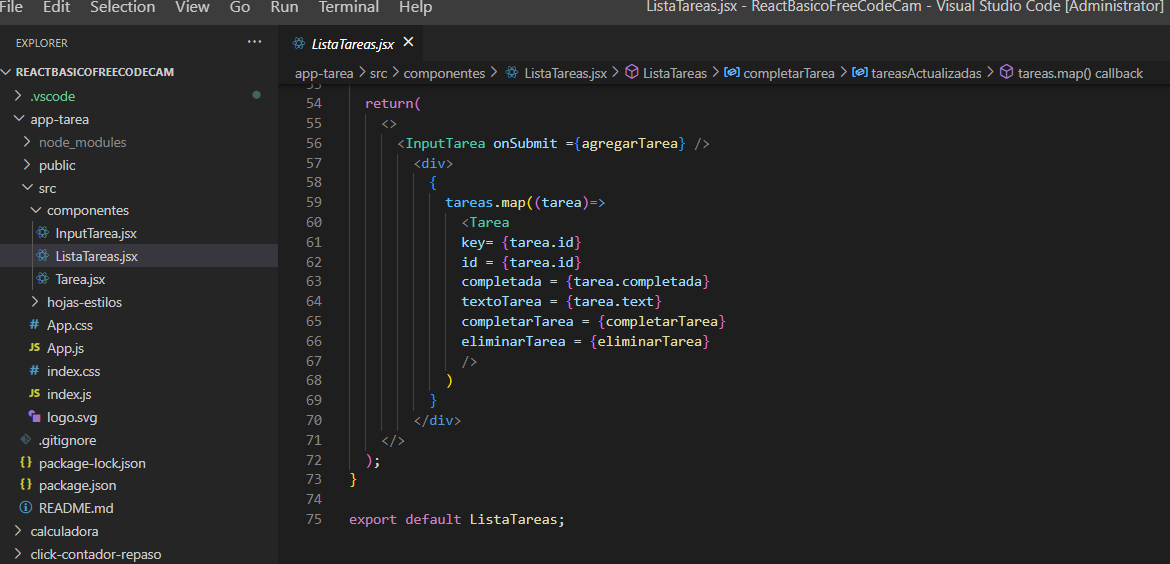 File Edit Selection View Go Run Terminal Help ListaTareas.jsx - ReactBasicoFreeCodeCam - Visual Studio Code [Administrator]
EXPLORER ···
REACTBASICOFREECODECAM
.vscode
app-tarea
node_modules
public
src
componentes
InputTarea.jsx
ListaTareas.jsx
Tarea.jsx
hojas-estilos
# App.css
JS App.js
# index.css
JS index.js
logo.svg
.gitignore
{} package-lock.json
{} package.json
README.md
calculadora
click-contador-repaso
ListaTareas.jsx ×
app-tarea > src > componentes > ListaTareas.jsx > ListaTareas > completarTarea > tareasActualizadas > tareas.map() callback
53
54 return(
55 <>
56 <InputTarea onSubmit ={agregarTarea} />
57 <div>
58 {
59 tareas.map((tarea)=>
60 <Tarea
61 key= {tarea.id}
62 id = {tarea.id}
63 completada = {tarea.completada}
64 textoTarea = {tarea.text}
65 completarTarea = {completarTarea}
66 eliminarTarea = {eliminarTarea}
67 />
68 )
69 }
70 </div>
71 </>
72 );
73 }
74
75 export default ListaTareas;